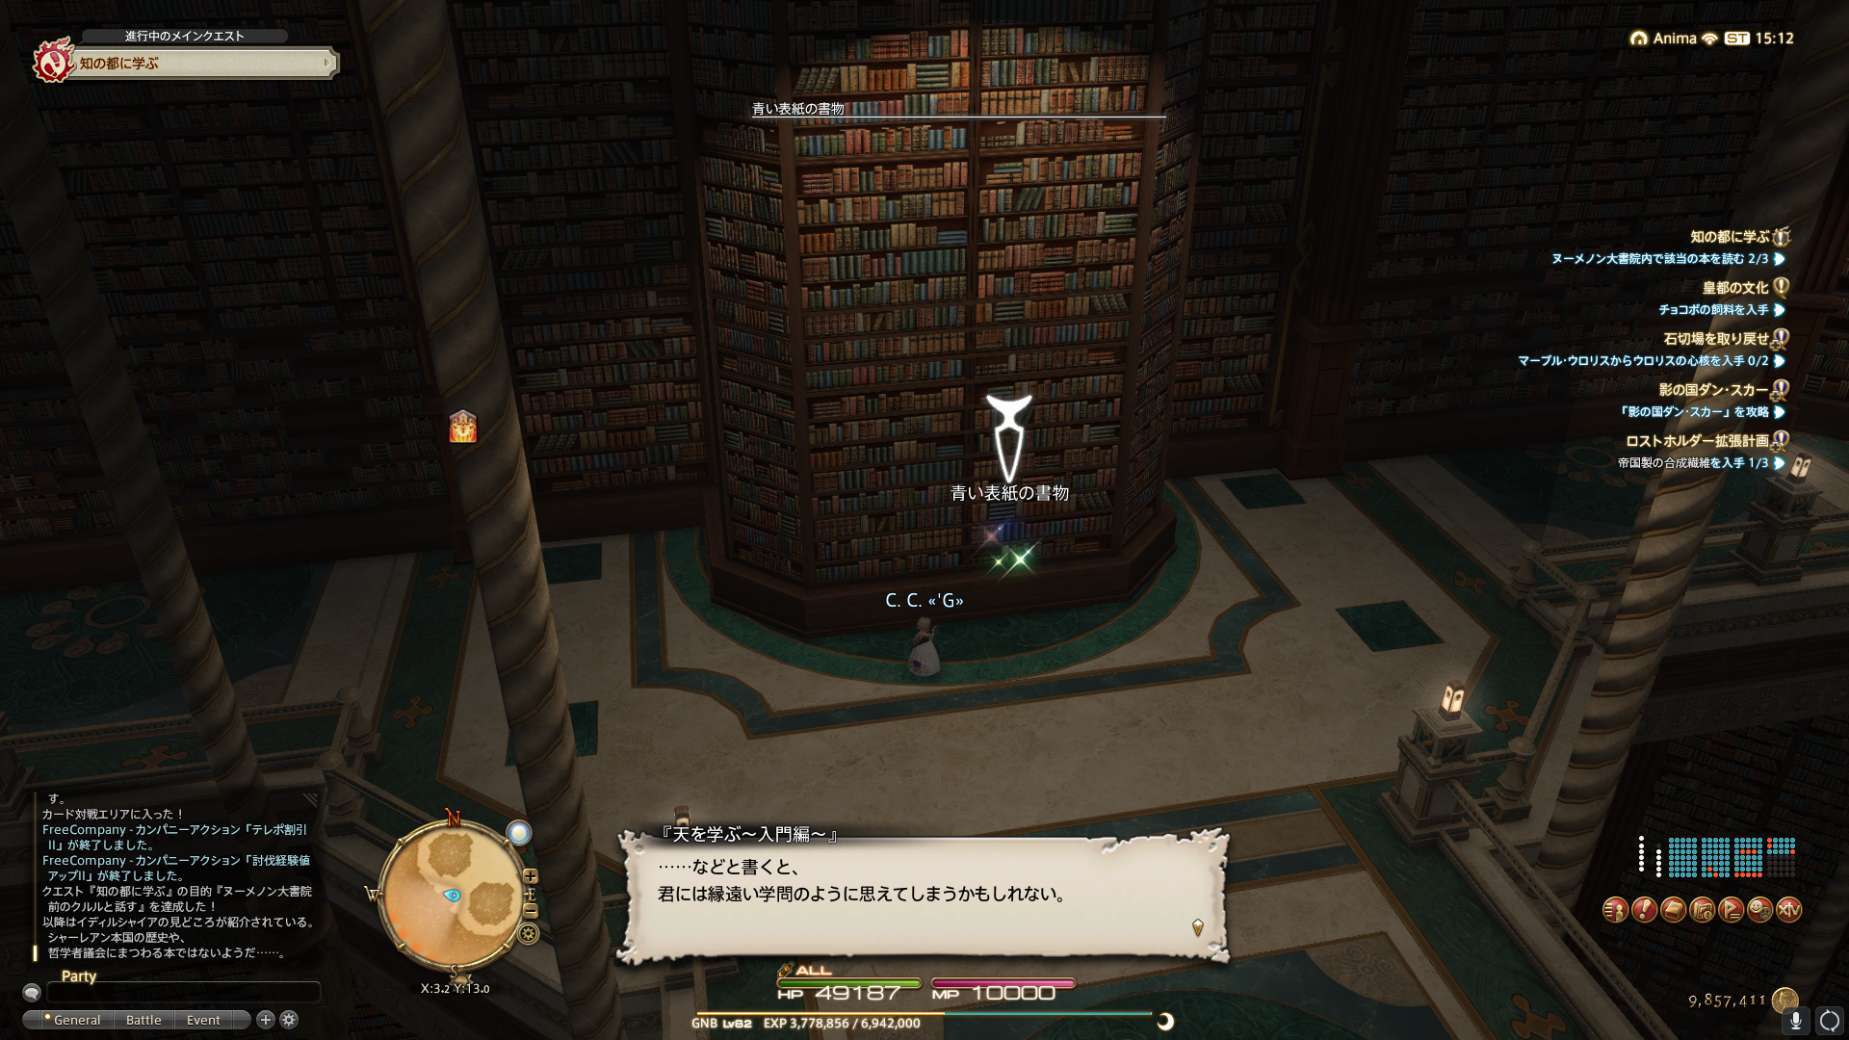 進行中のメインクエスト
知の都に学ぶ
Anima ST 15:12
青い表紙の書物
知の都に学ぶ
ヌーメノン大書院内で該当の本を読む 2/3
皇都の文化
チョコボの飼料を入手
石切場を取り戻せ
マーブル・ウロリスからウロリスの心核を入手 0/2
影の国ダン・スカー
「影の国ダン・スカー」を攻略
ロストホルダー拡張計画
帝国製の合成繊維を入手 1/3
青い表紙の書物
C. C. «'G»
す。
カード対戦エリアに入った！
FreeCompany - カンパニーアクション「テレポ割引
II」が終了しました。
FreeCompany - カンパニーアクション「討伐経験値
アップII」が終了しました。
クエスト『知の都に学ぶ』の目的『ヌーメノン大書院
前のクルルと話す』を達成した！
以降はイディルシャイアの見どころが紹介されている。
シャーレアン本国の歴史や、
哲学者議会にまつわる本ではないようだ……。
Party
General Battle Event
N
W
E
S
X:3.2 Y:13.0
『天を学ぶ～入門編～』
……などと書くと、
君には縁遠い学問のように思えてしまうかもしれない。
ALL
HP 49187 MP 10000
GNB Lv82 EXP 3,778,856 / 6,942,000
XIV
9,857,411